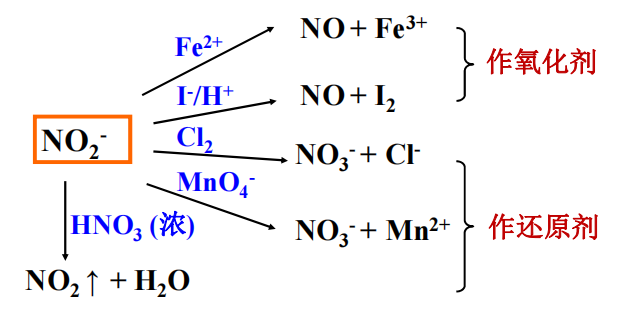 Fe²⁺
NO + Fe³⁺
作氧化剂
I⁻/H⁺
NO + I₂
NO₂⁻
Cl₂
NO₃⁻ + Cl⁻
MnO₄⁻
作还原剂
HNO₃ (浓)
NO₃⁻ + Mn²⁺
NO₂ ↑ + H₂O